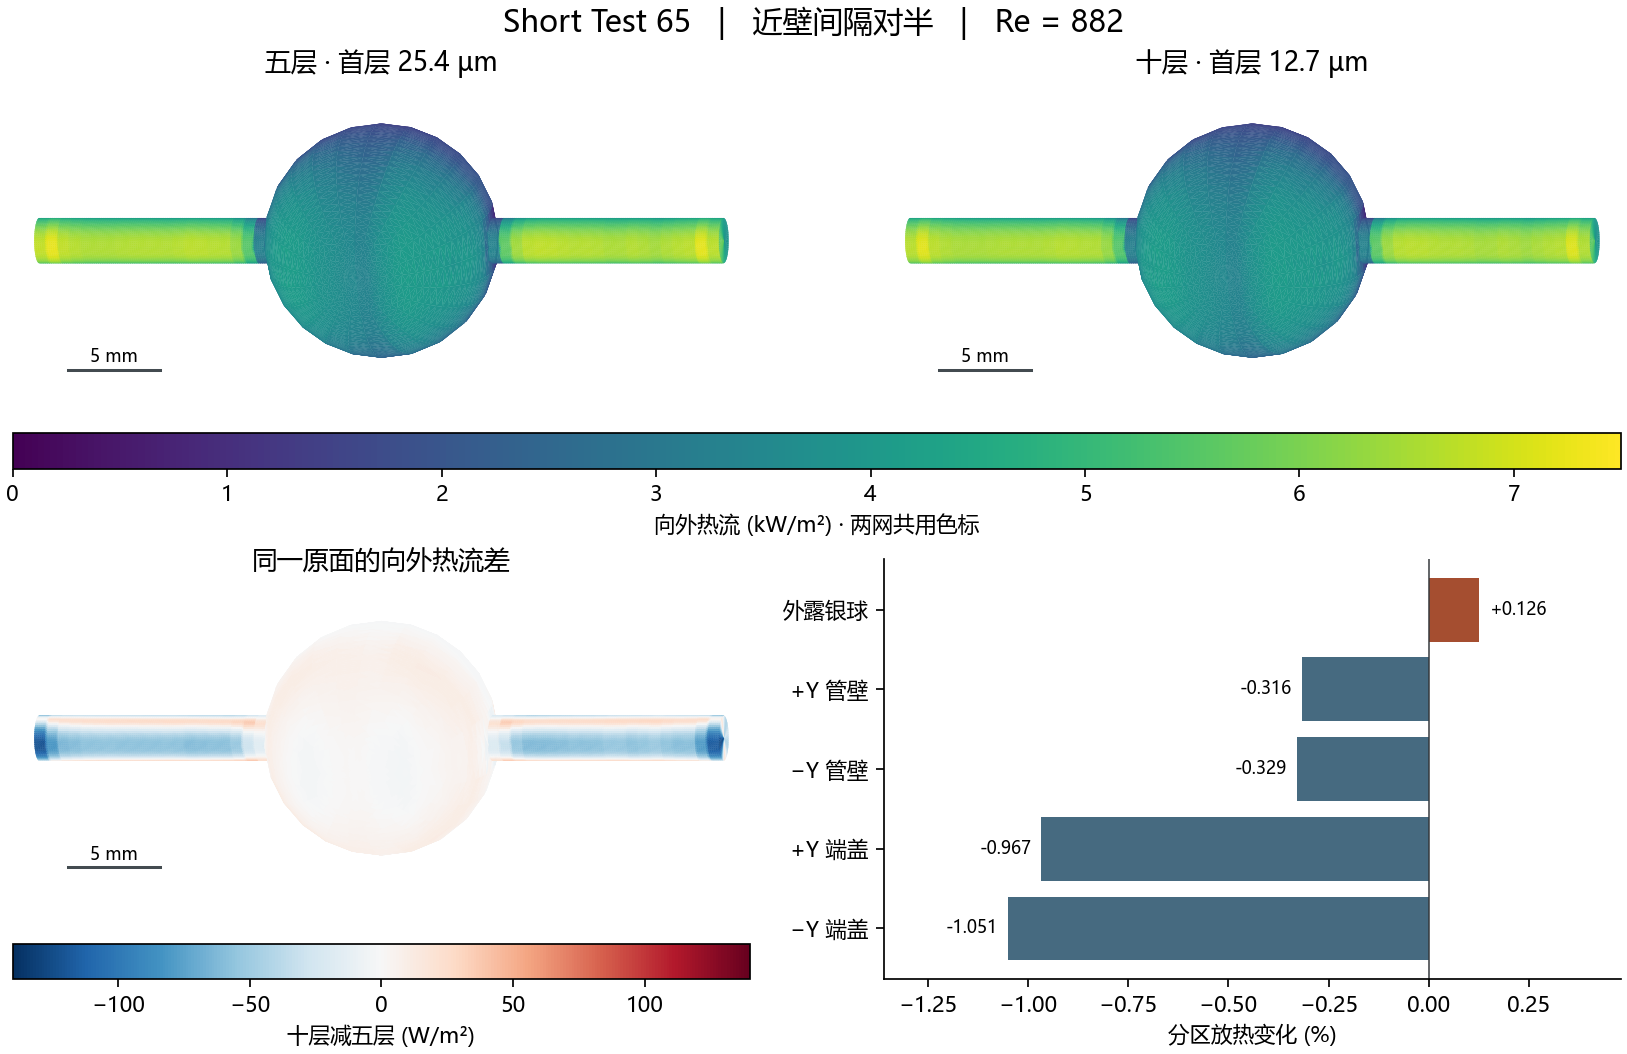 Short Test 65 | 近壁间隔对半 | Re = 882
五层 · 首层 25.4 μm
十层 · 首层 12.7 μm
5 mm
5 mm
0 1 2 3 4 5 6 7
向外热流 (kW/m²) · 两网共用色标
同一原面的向外热流差
5 mm
−100 −50 0 50 100
十层减五层 (W/m²)
外露银球
+0.126
+Y 管壁
-0.316
−Y 管壁
-0.329
+Y 端盖
-0.967
−Y 端盖
-1.051
−1.25 −1.00 −0.75 −0.50 −0.25 0.00 0.25
分区放热变化 (%)